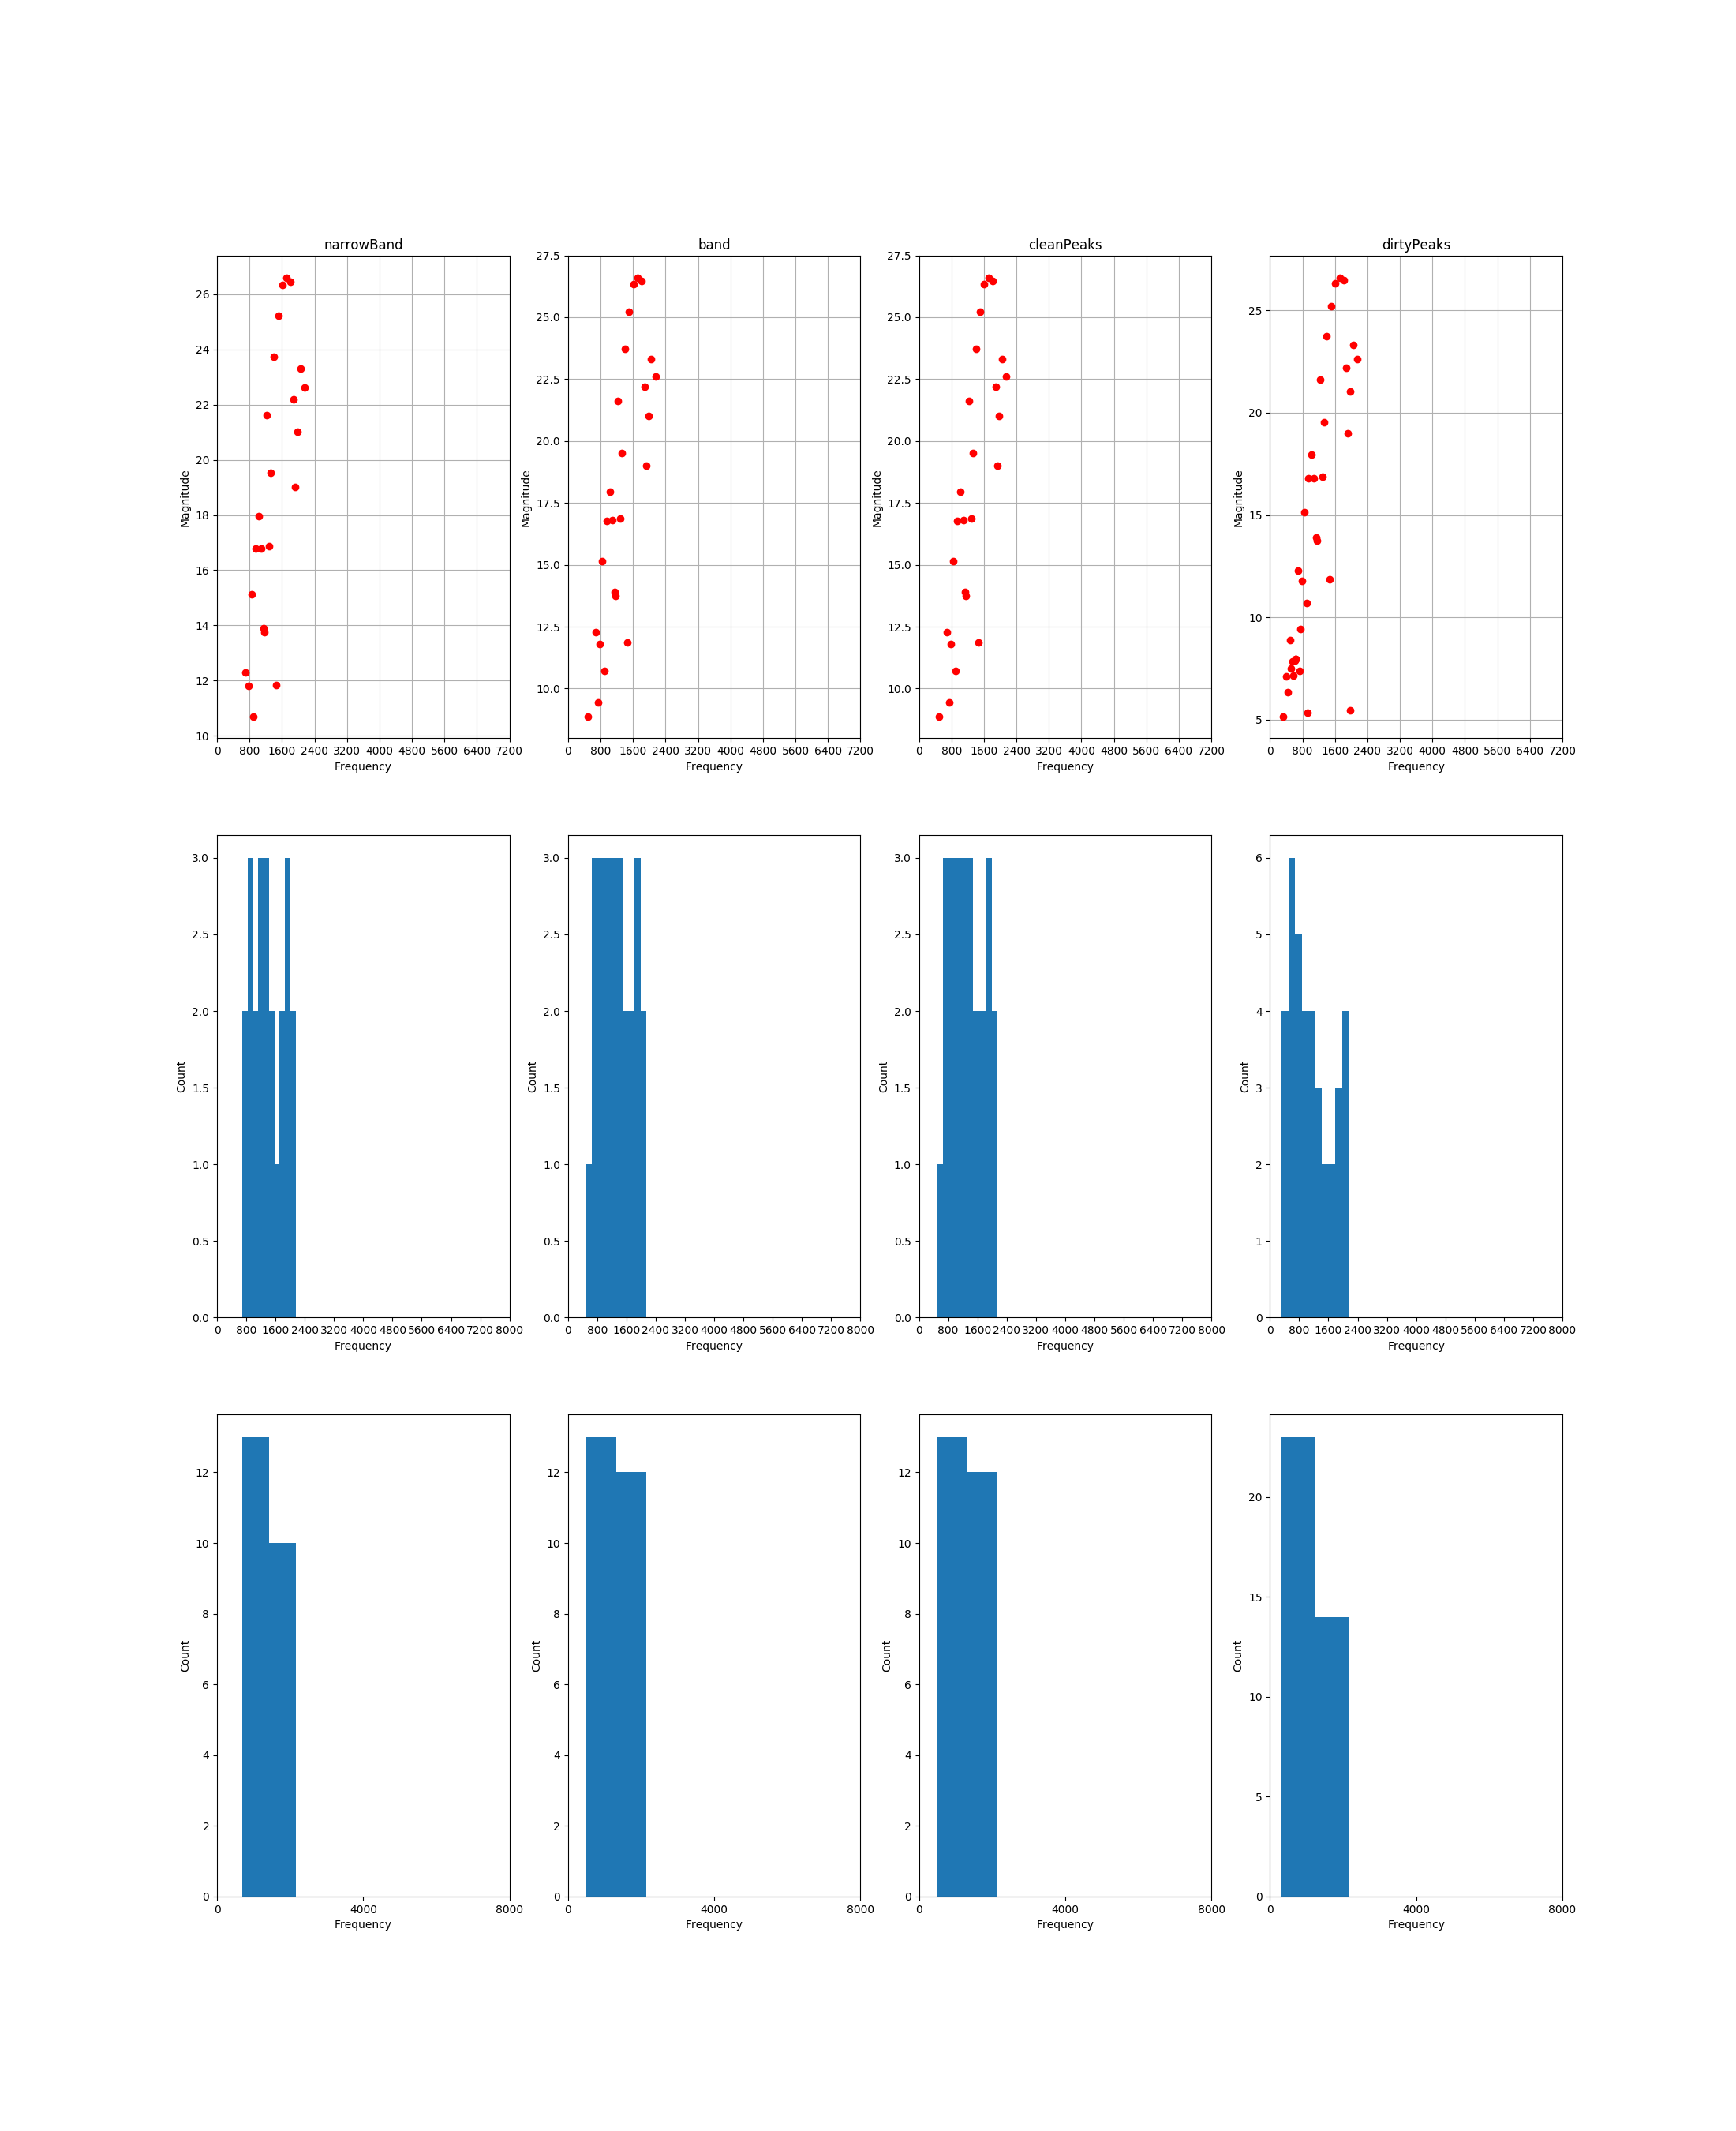 narrowBand band cleanPeaks dirtyPeaks
27.5 27.5
26 25.0 25.0 25
24 22.5 22.5
22 20.0 20.0 20
20
Magnitude Magnitude Magnitude Magnitude
18 17.5 17.5
16 15.0 15.0 15
14 12.5 12.5
12 10.0 10.0 10
10 5
0 800 1600 2400 3200 4000 4800 5600 6400 7200 0 800 1600 2400 3200 4000 4800 5600 6400 7200 0 800 1600 2400 3200 4000 4800 5600 6400 7200 0 800 1600 2400 3200 4000 4800 5600 6400 7200
Frequency Frequency Frequency Frequency
3.0 3.0 3.0 6
2.5 2.5 2.5 5
2.0 2.0 2.0 4
Count Count Count Count
1.5 1.5 1.5 3
1.0 1.0 1.0 2
0.5 0.5 0.5 1
0.0 0.0 0.0 0
0 800 1600 2400 3200 4000 4800 5600 6400 7200 8000 0 800 1600 2400 3200 4000 4800 5600 6400 7200 8000 0 800 1600 2400 3200 4000 4800 5600 6400 7200 8000 0 800 1600 2400 3200 4000 4800 5600 6400 7200 8000
Frequency Frequency Frequency Frequency
12 12 12 20
10 10 10 15
8 8 8
Count Count Count Count
6 6 6 10
4 4 4 5
2 2 2
0 0 0 0
0 4000 8000 0 4000 8000 0 4000 8000 0 4000 8000
Frequency Frequency Frequency Frequency